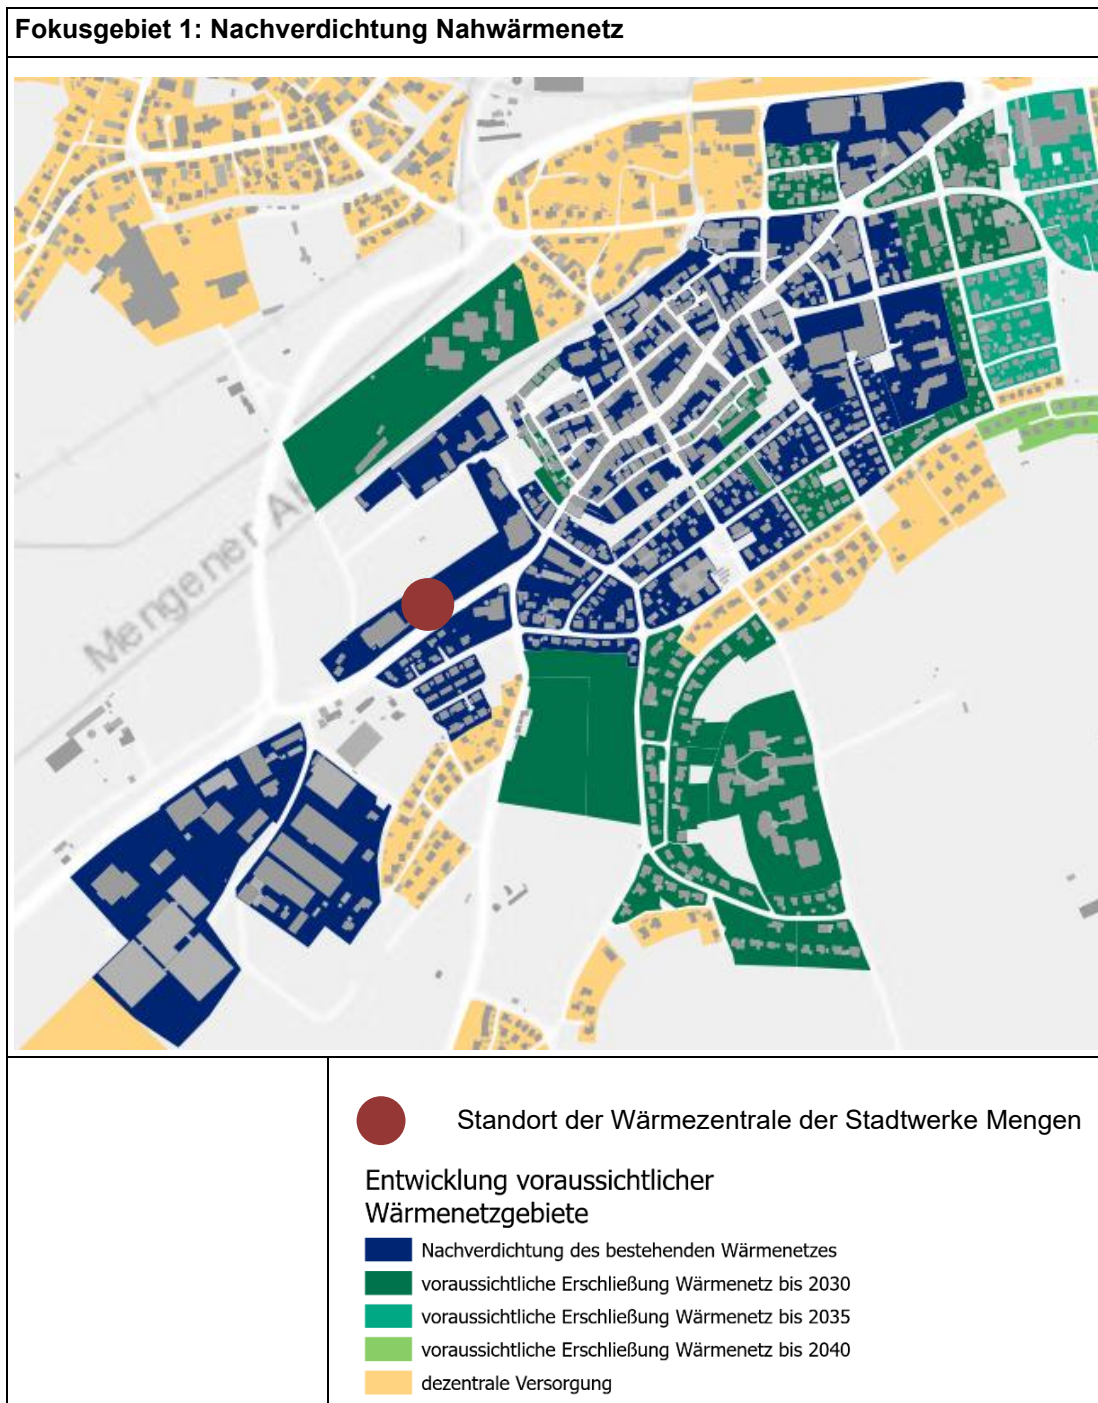 Fokusgebiet 1: Nachverdichtung Nahwärmenetz
Mengener
Standort der Wärmezentrale der Stadtwerke Mengen
Entwicklung voraussichtlicher
Wärmenetzgebiete
Nachverdichtung des bestehenden Wärmenetzes
voraussichtliche Erschließung Wärmenetz bis 2030
voraussichtliche Erschließung Wärmenetz bis 2035
voraussichtliche Erschließung Wärmenetz bis 2040
dezentrale Versorgung